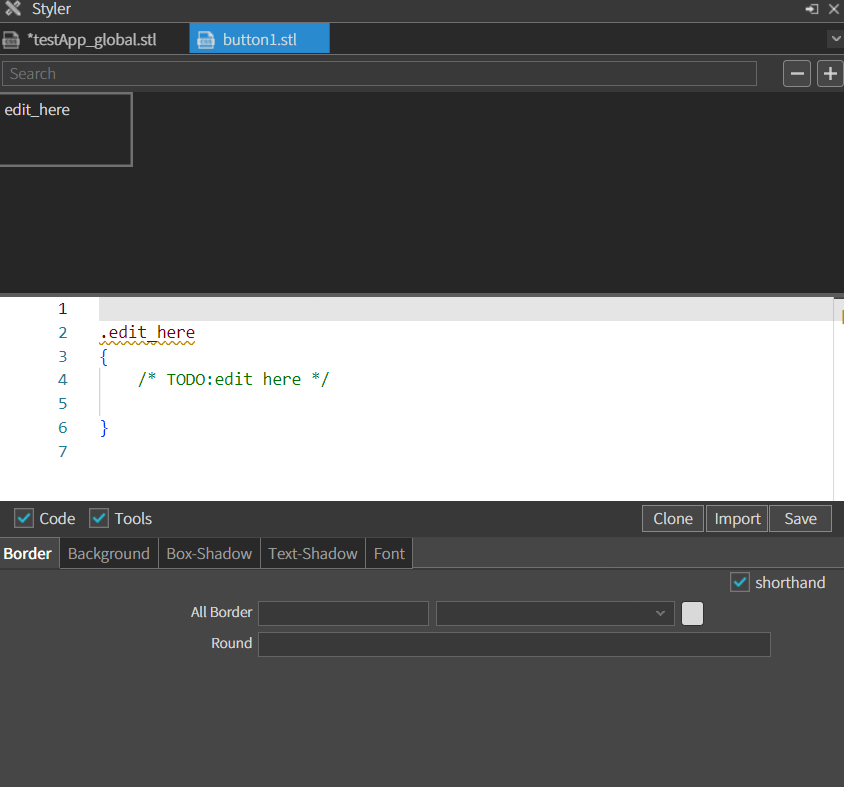 Styler
*testApp_global.stl button1.stl
Search
edit_here
1
2 .edit_here
3 {
4 /* TODO:edit here */
5
6 }
7
Code Tools Clone Import Save
Border Background Box-Shadow Text-Shadow Font
shorthand
All Border
Round